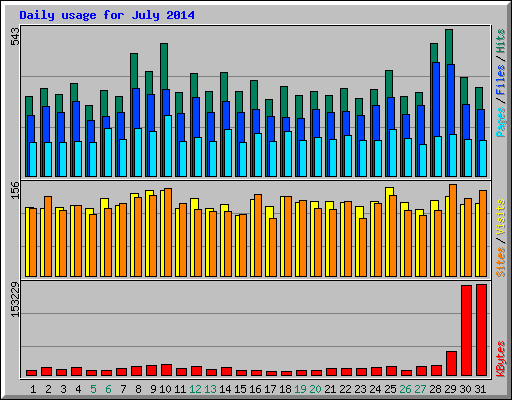 Daily usage for July 2014
543
Pages / Files / Hits
156
Sites / Visits
153229
KBytes
1 2 3 4 5 6 7 8 9 10 11 12 13 14 15 16 17 18 19 20 21 22 23 24 25 26 27 28 29 30 31